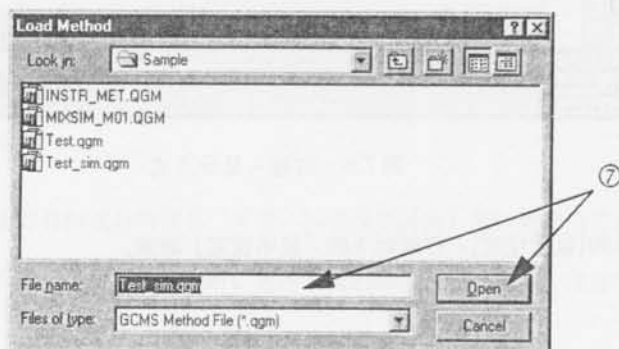 Load Method
Look in: Sample
INSTR_MET.QGM
MIXSIM_M01.QGM
Test.qgm
Test_sim.qgm
⑦
File name: Test_sim.qgm Open
Files of type: GCMS Method File (*.qgm) Cancel